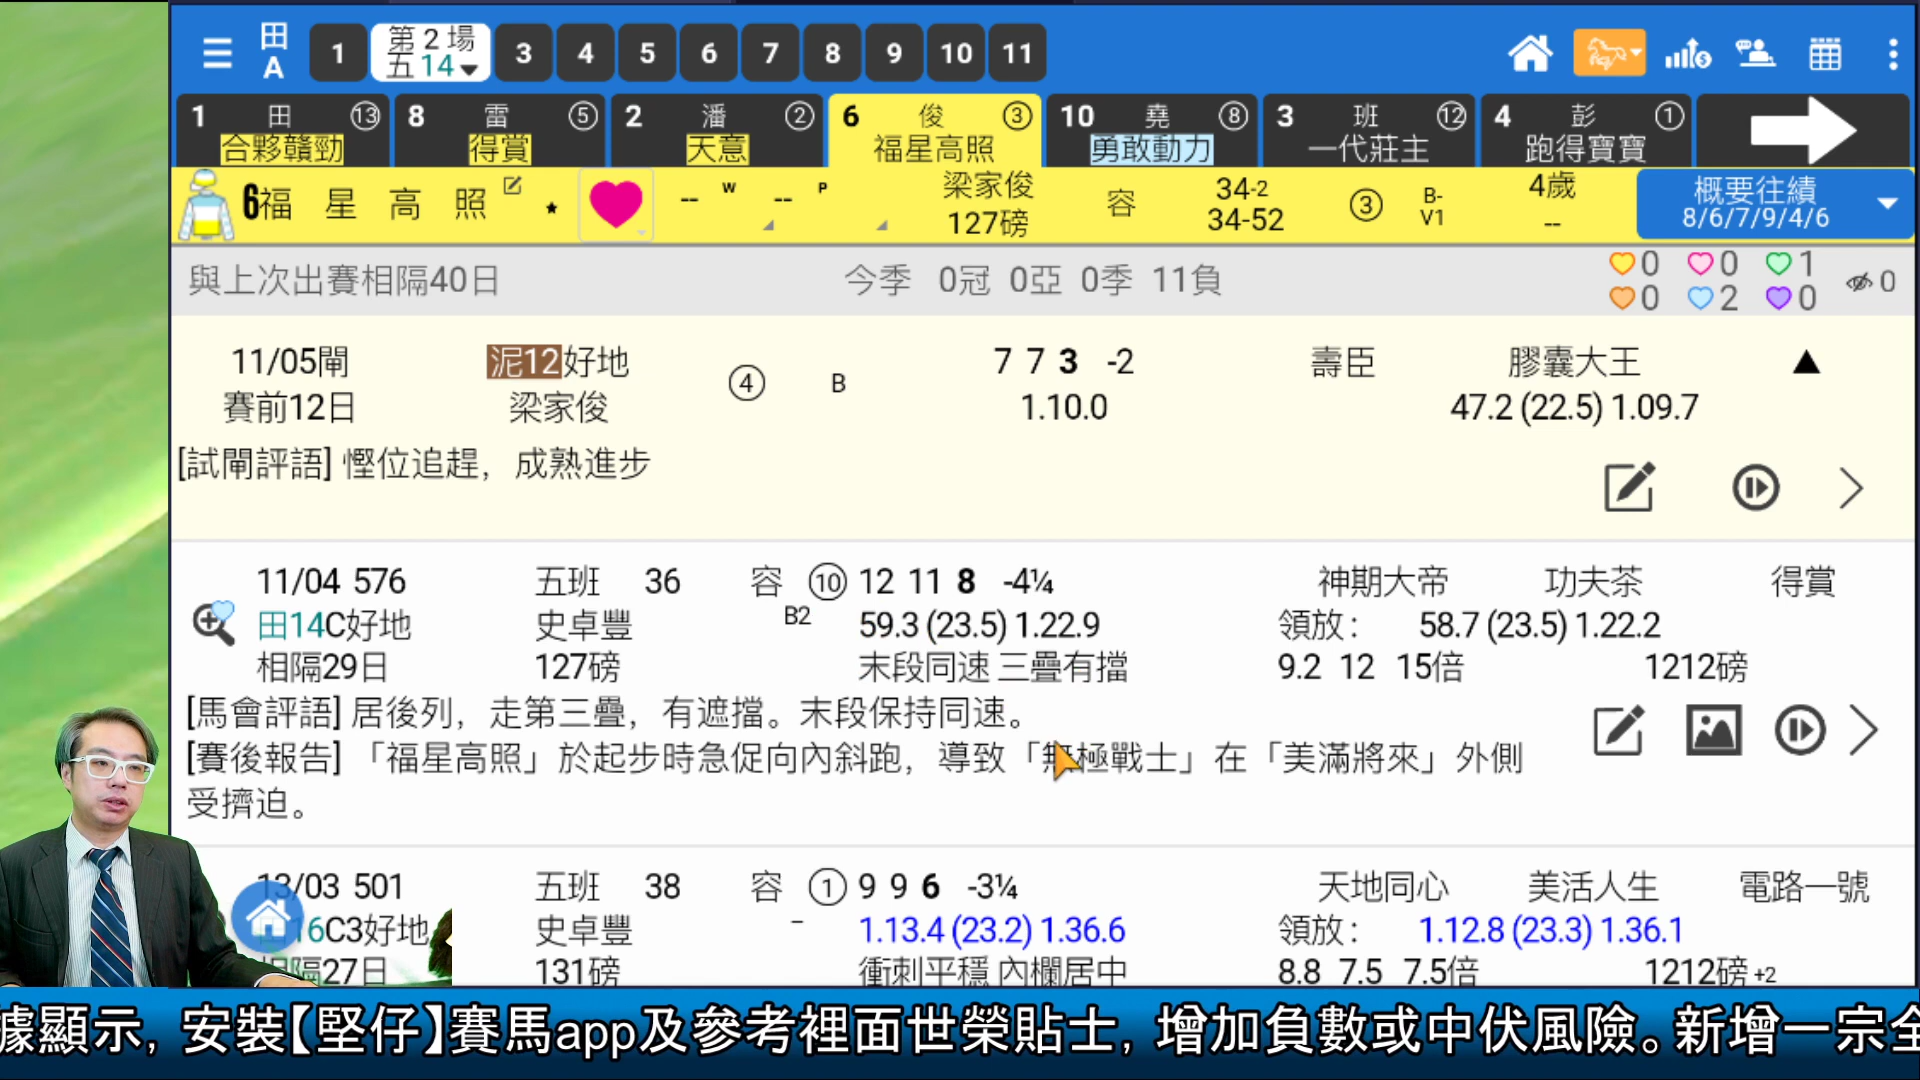 田
A
1
第 2 場
五 14
3 4 5 6 7 8 9 10 11
1 田 ⑬
合夥贛勁
8 雷 ⑤
得賞
2 潘 ②
天意
6 俊 ③
福星高照
10 堯 ⑧
勇敢動力
3 班 ⑫
一代莊主
4 彭 ①
跑得寶寶
6福星高照 ★ -- W -- P
梁家俊
127磅
容
34-2
34-52
③
B-
V1
4歲
--
概要往績
8/6/7/9/4/6
與上次出賽相隔40日 今季 0冠 0亞 0季 11負
0 0 1
0 2 0
0
11/05閘 泥12好地 ④ B 7 7 3 -2 壽臣 膠囊大王 ▲
賽前12日 梁家俊 1.10.0 47.2 (22.5) 1.09.7
[試閘評語] 慳位追趕，成熟進步
11/04 576 五班 36 容 ⑩ 12 11 8 -4¼ 神期大帝 功夫茶 得賞
田14C好地 史卓豐 B2 59.3 (23.5) 1.22.9 領放： 58.7 (23.5) 1.22.2
相隔29日 127磅 末段同速 三疊有擋 9.2 12 15倍 1212磅
[馬會評語] 居後列，走第三疊，有遮擋。末段保持同速。
[賽後報告] 「福星高照」於起步時急促向內斜跑，導致「無極戰士」在「美滿將來」外側
受擠迫。
13/03 501 五班 38 容 ① 9 9 6 -3¼ 天地同心 美活人生 電路一號
16C3好地 史卓豐 – 1.13.4 (23.2) 1.36.6 領放： 1.12.8 (23.3) 1.36.1
相隔27日 131磅 衝刺平穩 內欄居中 8.8 7.5 7.5倍 1212磅 +2
據顯示，安裝【堅仔】賽馬app及參考裡面世榮貼士，增加負數或中伏風險。新增一宗全